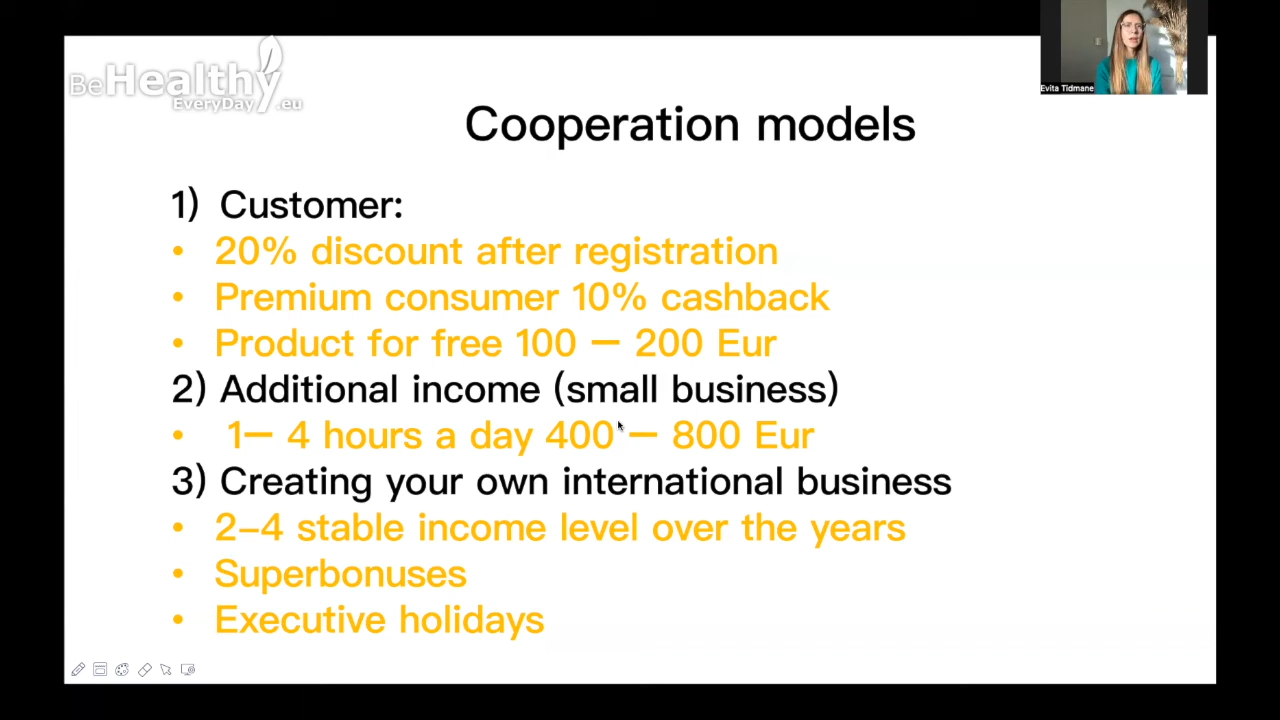 BeHealthy
EveryDay.eu
Evita Tidmane
Cooperation models
1) Customer:
• 20% discount after registration
• Premium consumer 10% cashback
• Product for free 100 – 200 Eur
2) Additional income (small business)
• 1– 4 hours a day 400 – 800 Eur
3) Creating your own international business
• 2–4 stable income level over the years
• Superbonuses
• Executive holidays